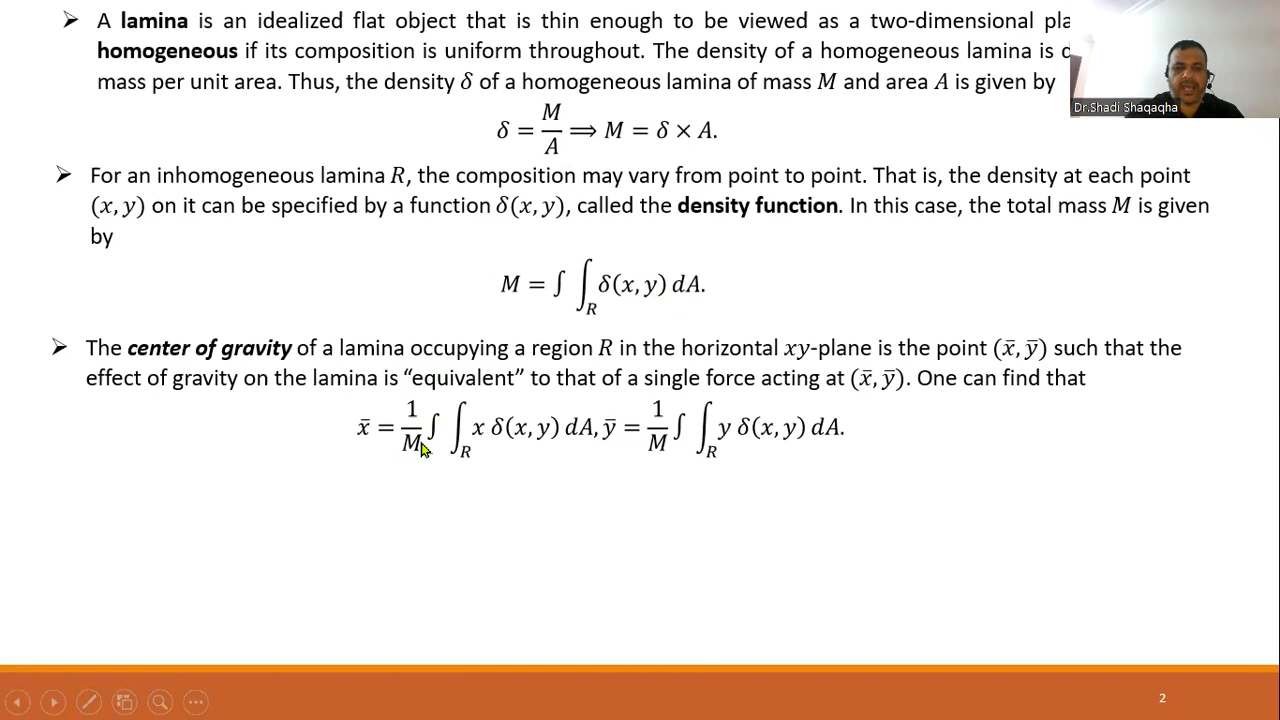 ➢ A lamina is an idealized flat object that is thin enough to be viewed as a two-dimensional
homogeneous if its composition is uniform throughout. The density of a homogeneous lamina is
mass per unit area. Thus, the density δ of a homogeneous lamina of mass M and area A is given by
δ = M/A ⟹ M = δ × A.
➢ For an inhomogeneous lamina R, the composition may vary from point to point. That is, the density at each point
(x, y) on it can be specified by a function δ(x, y), called the density function. In this case, the total mass M is given
by
M = ∫ ∫_R δ(x, y) dA.
➢ The center of gravity of a lamina occupying a region R in the horizontal xy-plane is the point (x̄, ȳ) such that the
effect of gravity on the lamina is “equivalent” to that of a single force acting at (x̄, ȳ). One can find that
x̄ = 1/M ∫ ∫_R x δ(x, y) dA, ȳ = 1/M ∫ ∫_R y δ(x, y) dA.
Dr.Shadi Shaqaqha
2